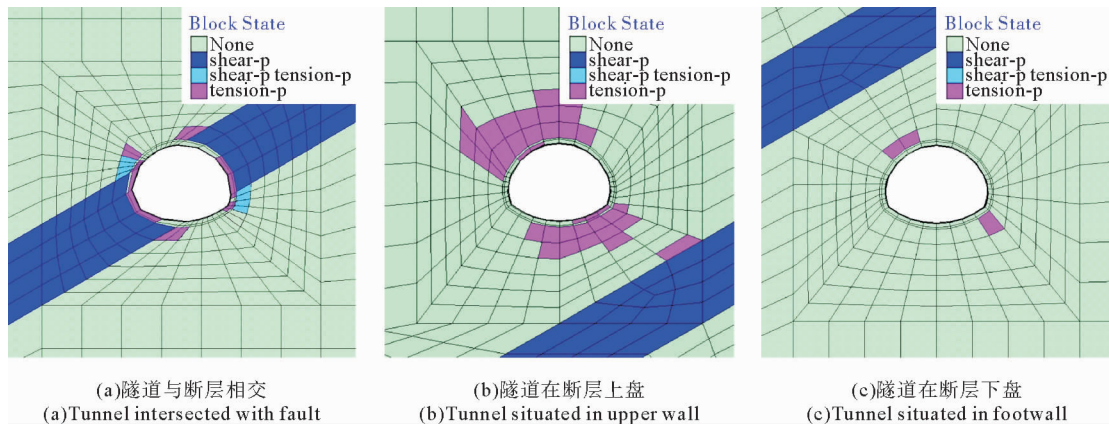 Block State
None
shear-p
shear-p tension-p
tension-p
Block State
None
shear-p
shear-p tension-p
tension-p
Block State
None
shear-p
shear-p tension-p
tension-p
(a)隧道与断层相交
(a)Tunnel intersected with fault
(b)隧道在断层上盘
(b)Tunnel situated in upper wall
(c)隧道在断层下盘
(c)Tunnel situated in footwall